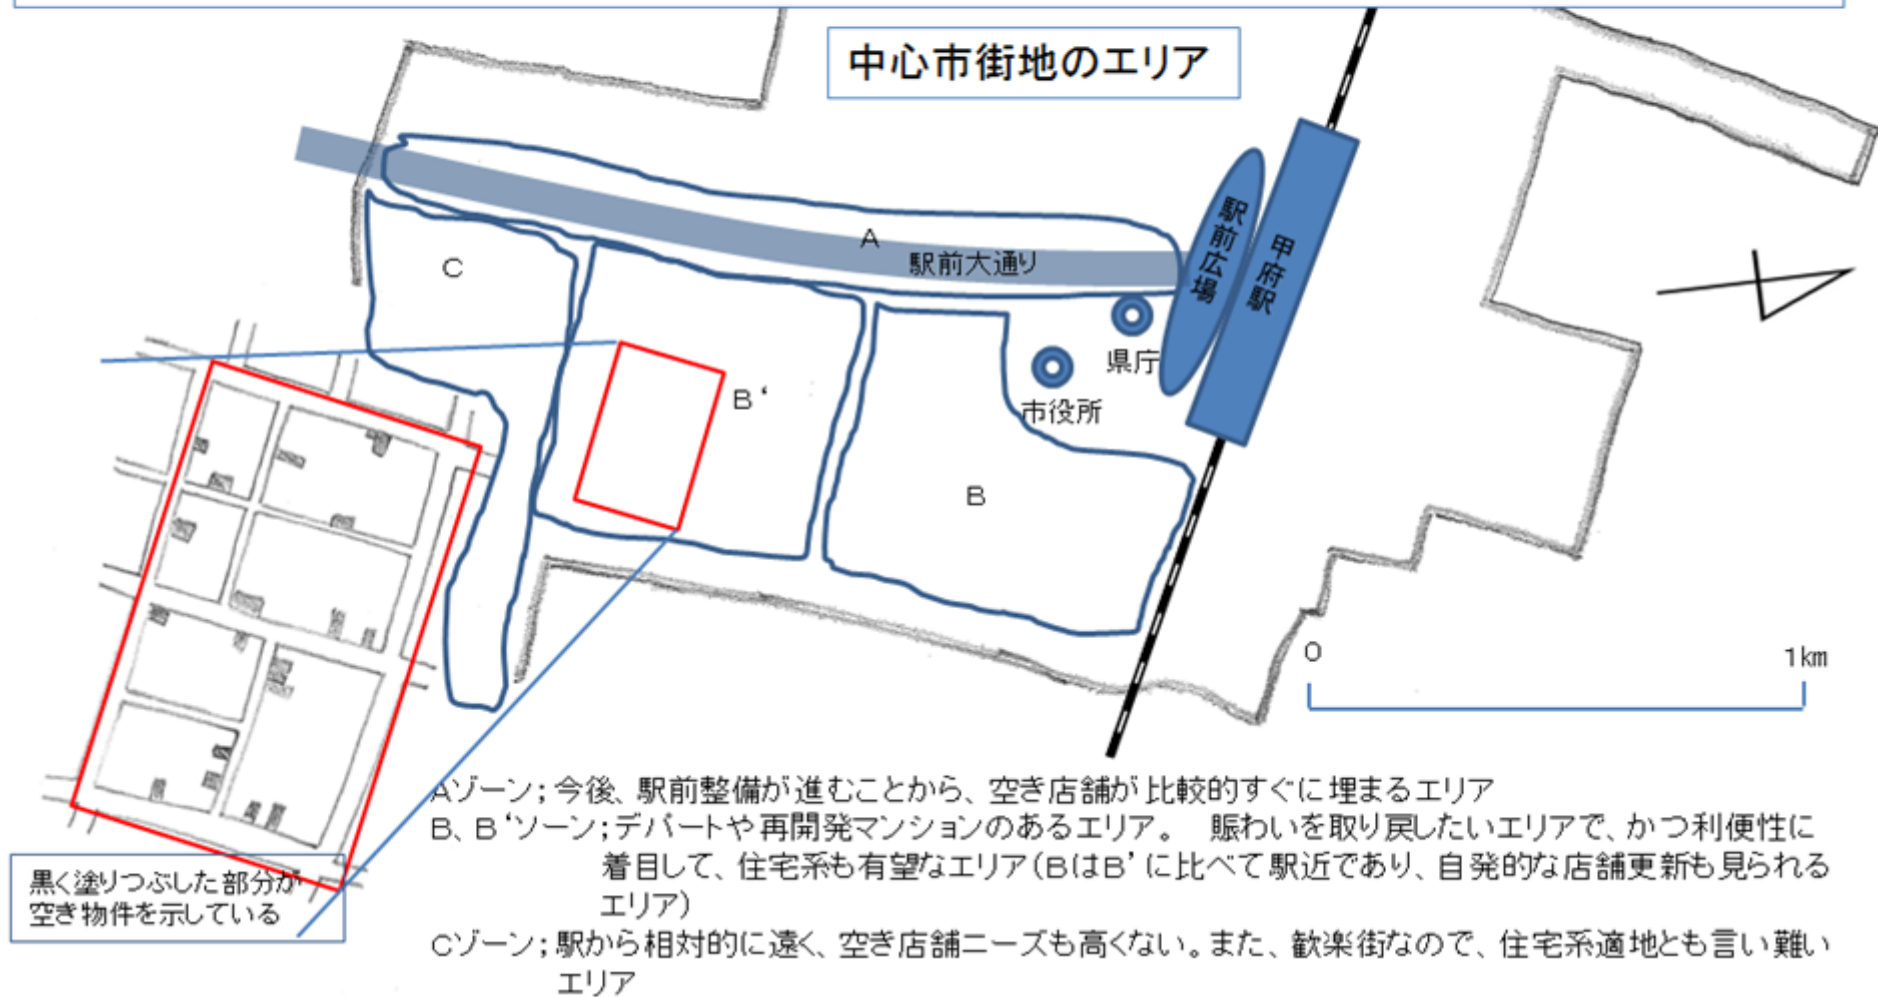 中心市街地のエリア
A
駅前大通り
駅前広場
甲府駅
C
B‘
県庁
市役所
B
0 1km
Aゾーン；今後、駅前整備が進むことから、空き店舗が比較的すぐに埋まるエリア
B、B‘ゾーン；デパートや再開発マンションのあるエリア。　賑わいを取り戻したいエリアで、かつ利便性に
着目して、住宅系も有望なエリア（BはB’に比べて駅近であり、自発的な店舗更新も見られる
エリア）
Cゾーン；駅から相対的に遠く、空き店舗ニーズも高くない。また、歓楽街なので、住宅系適地とも言い難い
エリア
黒く塗りつぶした部分が
空き物件を示している